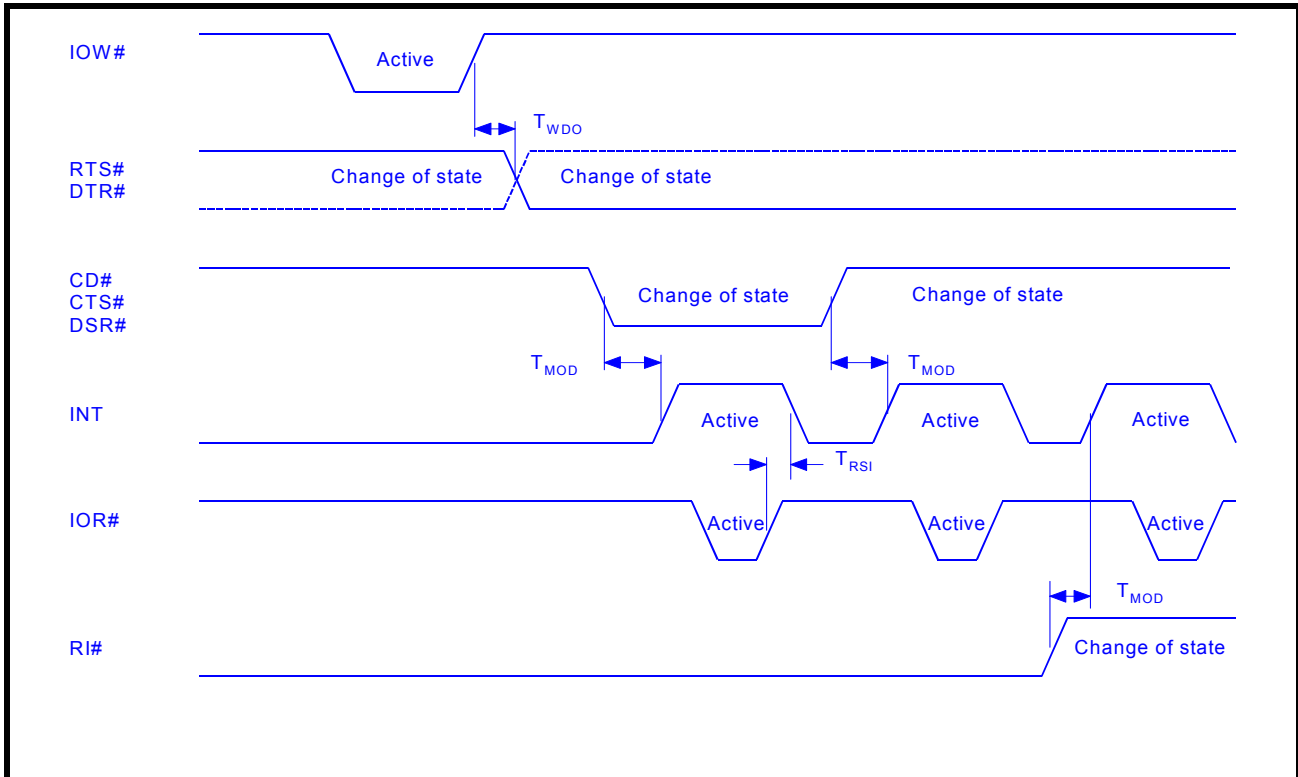 IOW#
Active
TWDO
RTS#
DTR#
Change of state
Change of state
CD#
CTS#
DSR#
Change of state
Change of state
TMOD
TMOD
INT
Active
Active
Active
TRSI
IOR#
Active
Active
Active
TMOD
RI#
Change of state